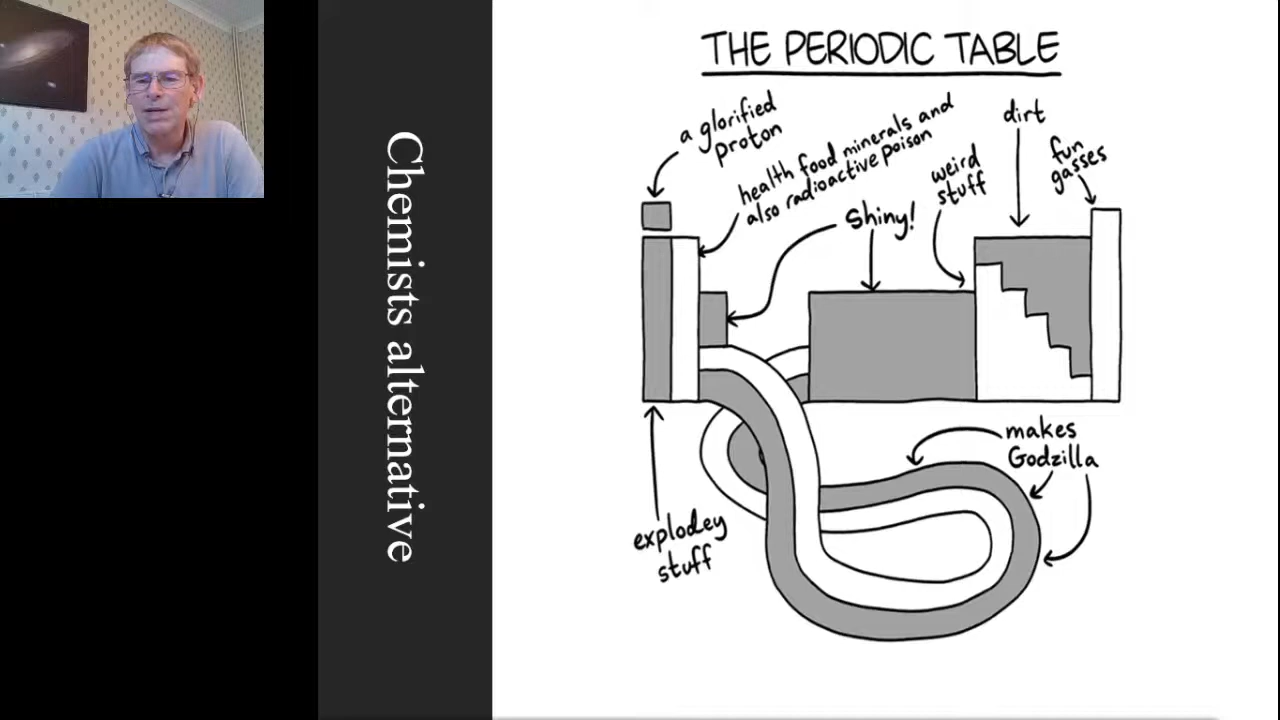 Chemists alternative
THE PERIODIC TABLE
a glorified
proton
health food minerals and
also radioactive poison
Shiny!
weird
stuff
dirt
fun
gasses
makes
Godzilla
explodey
stuff